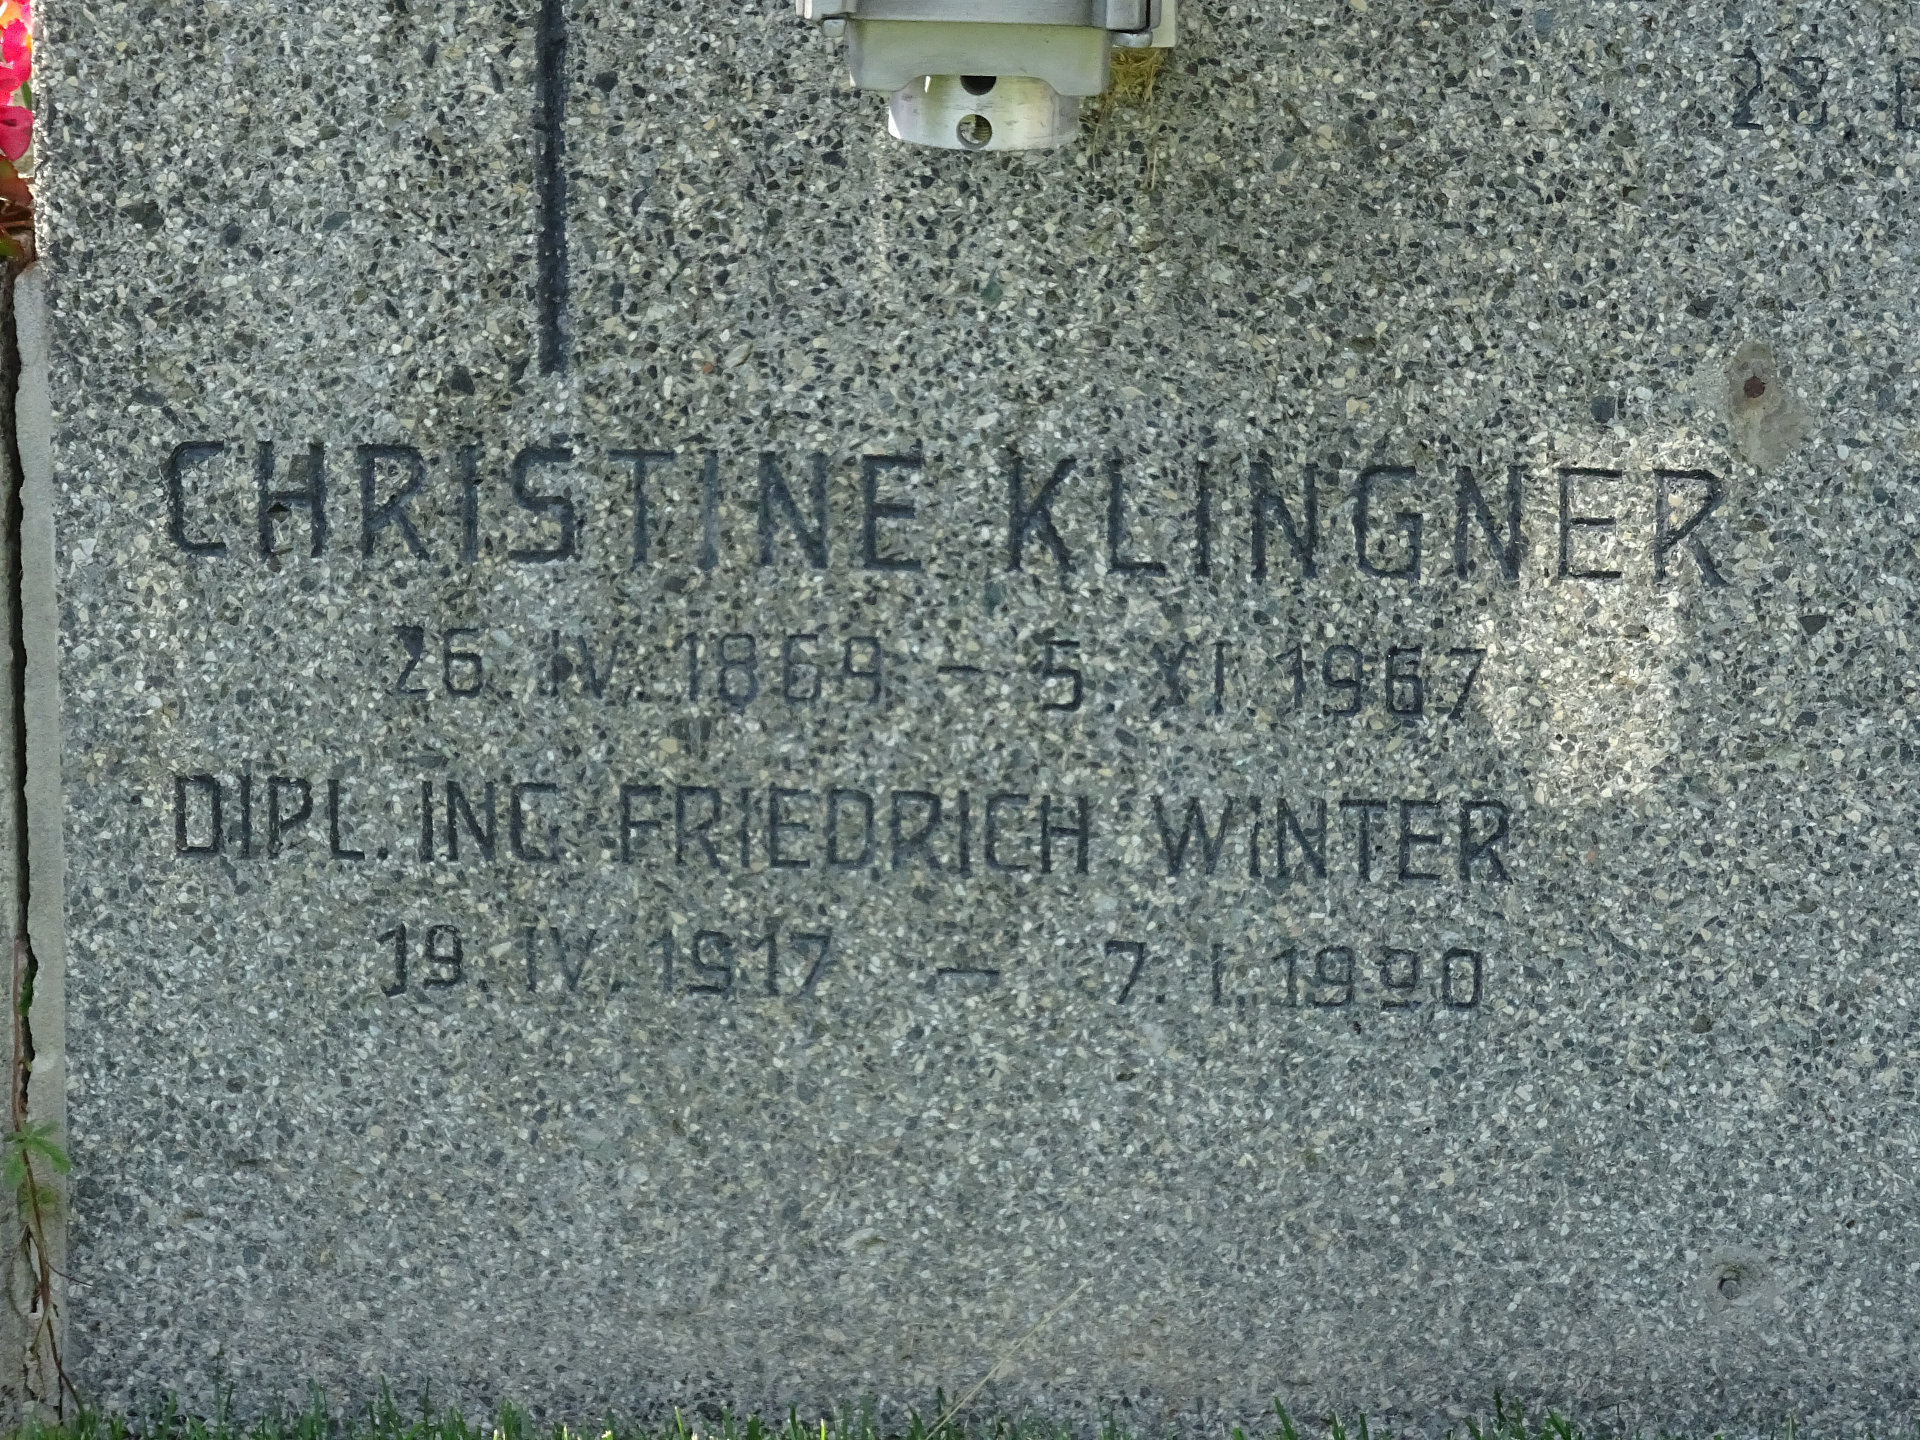 CHRISTINE KLINGNER
26. IV. 1869 – 5. XI. 1967
DIPL. ING. FRIEDRICH WINTER
19. IV. 1917 – 7. I. 1990